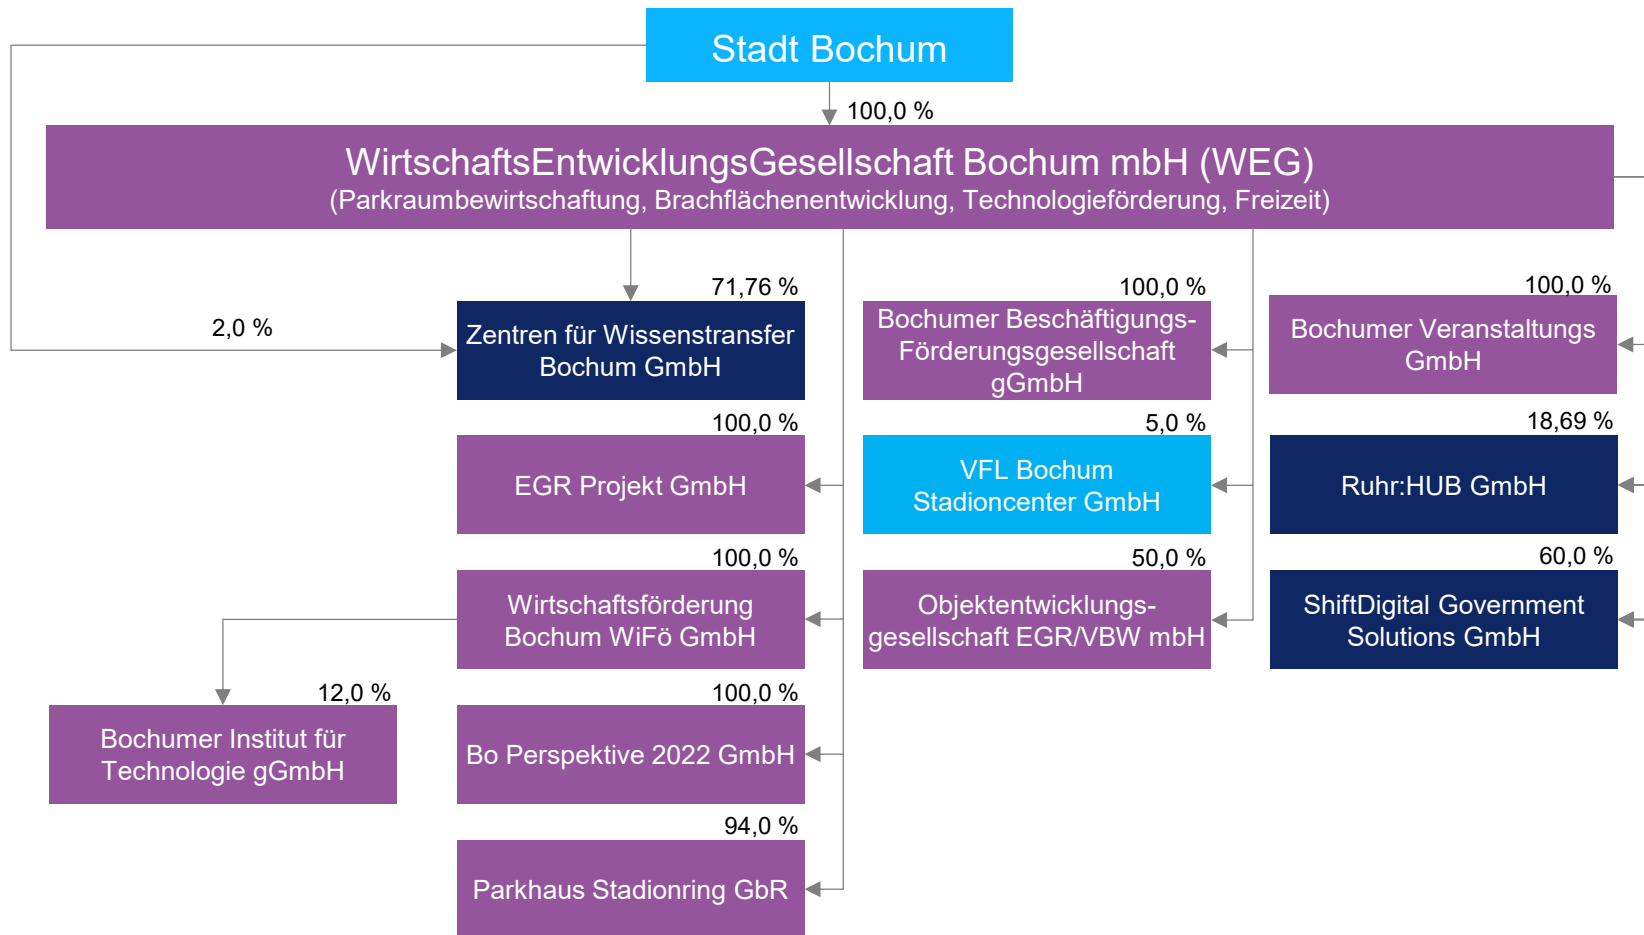 Stadt Bochum
100,0 %
WirtschaftsEntwicklungsGesellschaft Bochum mbH (WEG)
(Parkraumbewirtschaftung, Brachflächenentwicklung, Technologieförderung, Freizeit)
2,0 %
71,76 %
Zentren für Wissenstransfer
Bochum GmbH
100,0 %
Bochumer Beschäftigungs-
Förderungsgesellschaft
gGmbH
100,0 %
Bochumer Veranstaltungs
GmbH
100,0 %
EGR Projekt GmbH
5,0 %
VFL Bochum
Stadioncenter GmbH
18,69 %
Ruhr:HUB GmbH
100,0 %
Wirtschaftsförderung
Bochum WiFö GmbH
50,0 %
Objektentwicklungs-
gesellschaft EGR/VBW mbH
60,0 %
ShiftDigital Government
Solutions GmbH
12,0 %
Bochumer Institut für
Technologie gGmbH
100,0 %
Bo Perspektive 2022 GmbH
94,0 %
Parkhaus Stadionring GbR